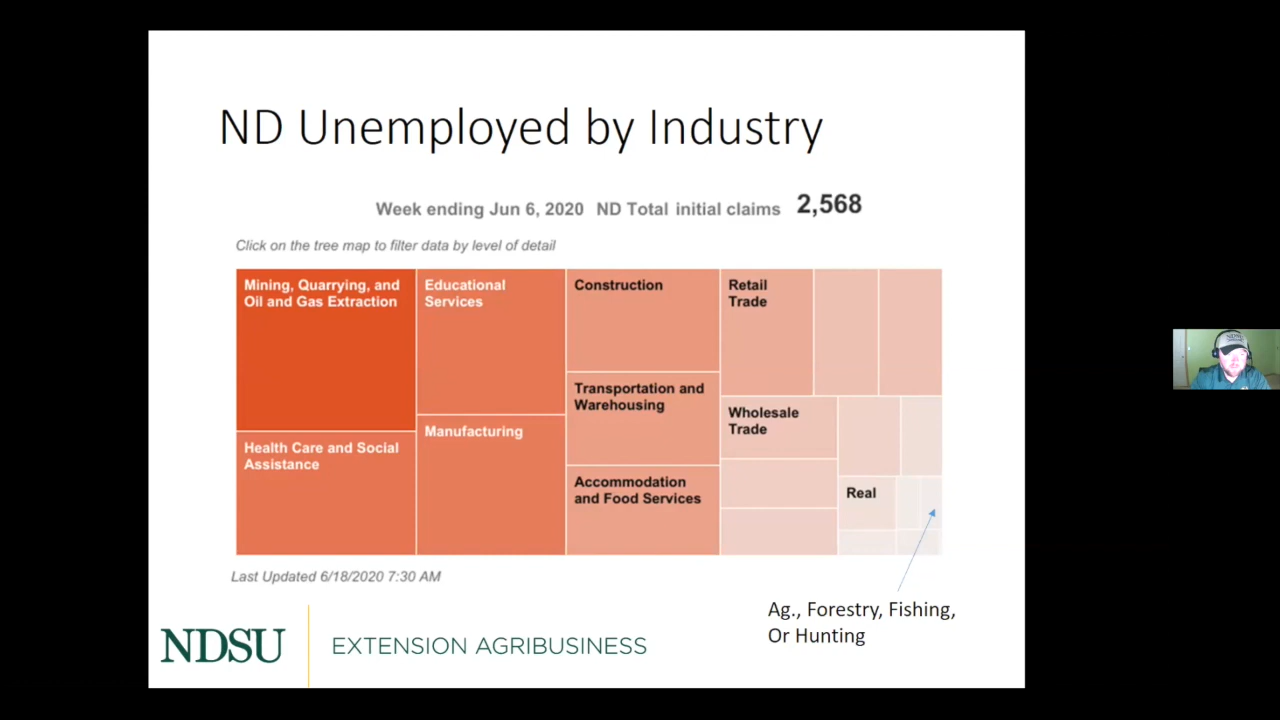 ND Unemployed by Industry
Week ending Jun 6, 2020 ND Total initial claims 2,568
Click on the tree map to filter data by level of detail
Mining, Quarrying, and
Oil and Gas Extraction
Health Care and Social
Assistance
Educational
Services
Manufacturing
Construction
Transportation and
Warehousing
Accommodation
and Food Services
Retail
Trade
Wholesale
Trade
Real
Last Updated 6/18/2020 7:30 AM
Ag., Forestry, Fishing,
Or Hunting
NDSU
EXTENSION AGRIBUSINESS